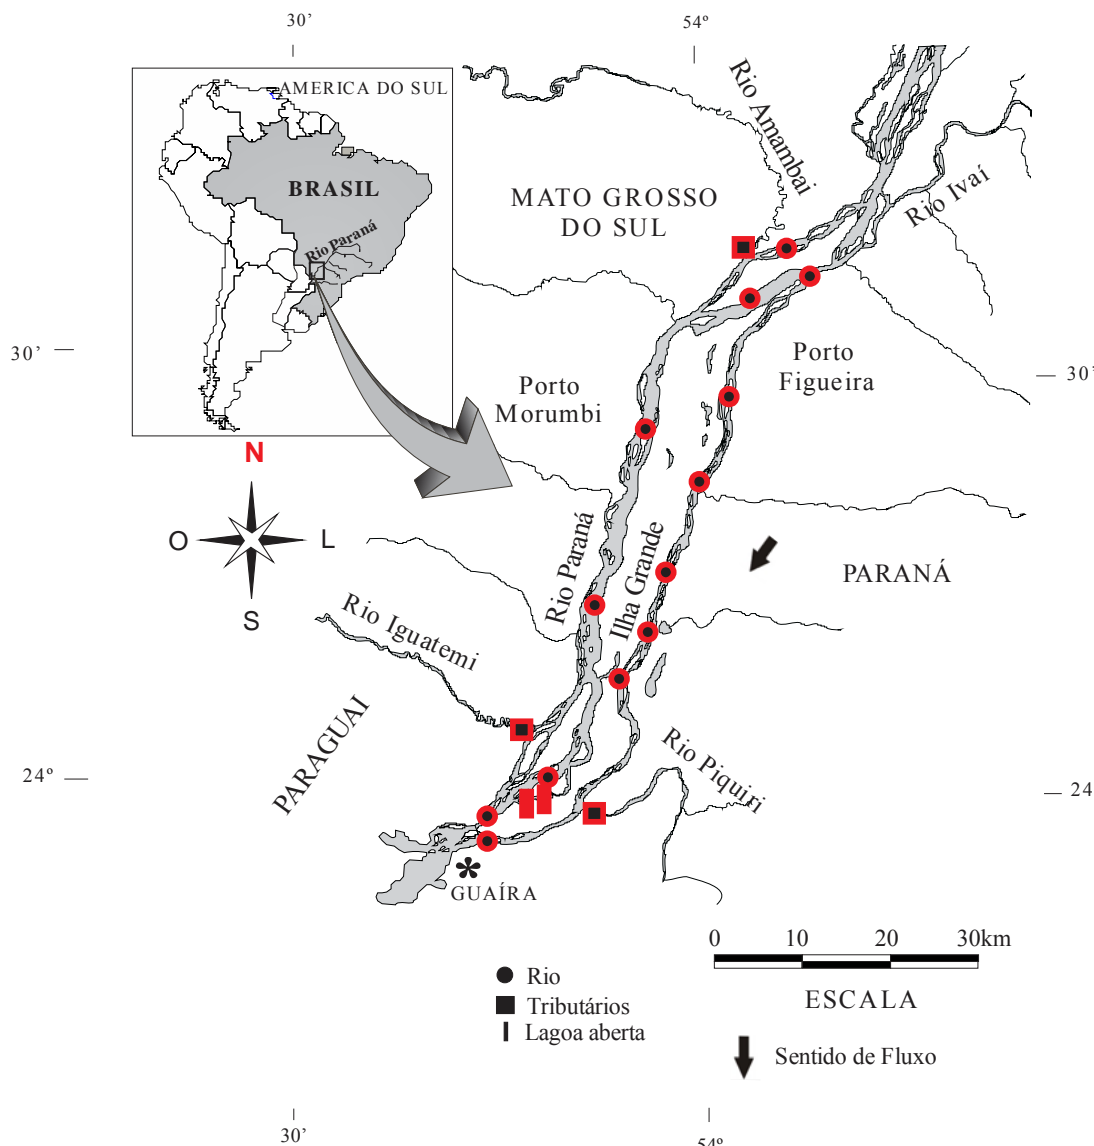 30’
54º
AMERICA DO SUL
BRASIL
Rio Paraná
Rio Amambai
Rio Ivaí
MATO GROSSO
DO SUL
30’
30’
Porto
Figueira
Porto
Morumbi
N
O
L
S
Rio Paraná
Ilha Grande
PARANÁ
Rio Iguatemi
PARAGUAI
Rio Piquiri
24º
24
*
GUAÍRA
0 10 20 30km
ESCALA
Rio
Tributários
Lagoa aberta
Sentido de Fluxo
30’
54º